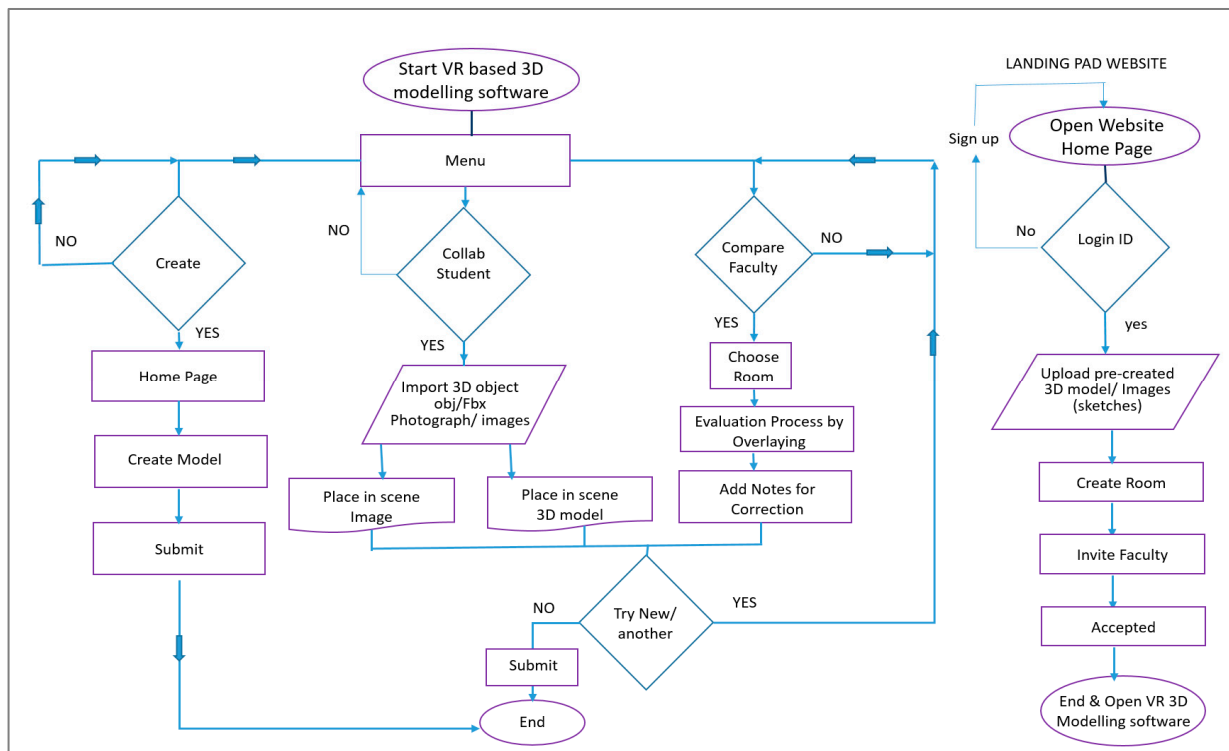 Start VR based 3D
modelling software
Menu
NO
Create
YES
Home Page
Create Model
Submit
NO
Collab
Student
YES
Import 3D object
obj/Fbx
Photograph/ images
Place in scene
Image
Place in scene
3D model
Compare
Faculty
NO
YES
Choose
Room
Evaluation Process by
Overlaying
Add Notes for
Correction
Try New/
another
NO
YES
Submit
End
LANDING PAD WEBSITE
Sign up
Open Website
Home Page
No
Login ID
yes
Upload pre-created
3D model/ Images
(sketches)
Create Room
Invite Faculty
Accepted
End & Open VR 3D
Modelling software